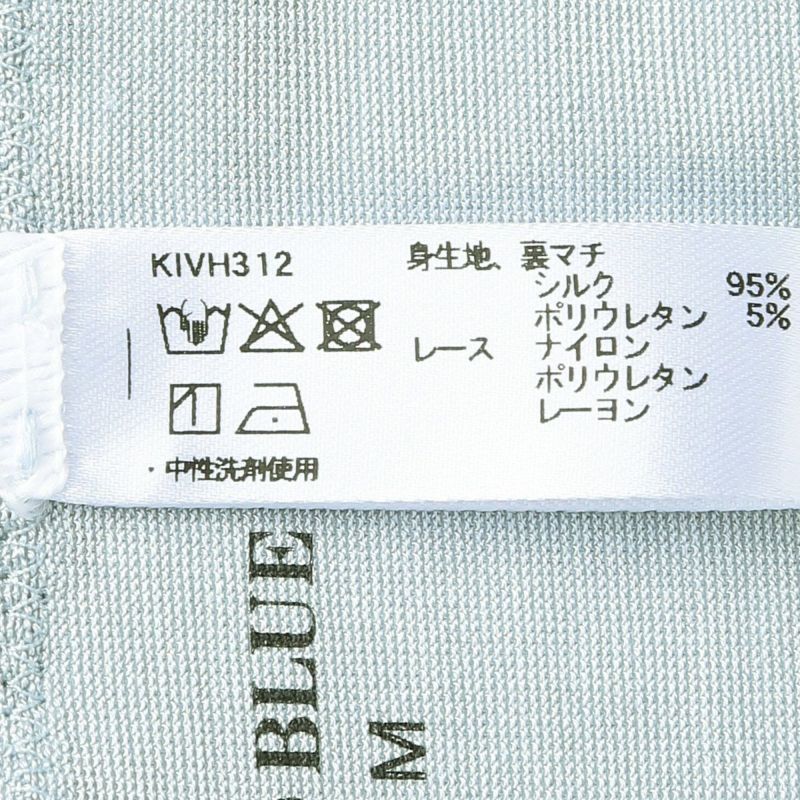 KIVH312
・中性洗剤使用
身生地、裏マチ
シルク 95%
ポリウレタン 5%
レース ナイロン
ポリウレタン
レーヨン
BLUE
M